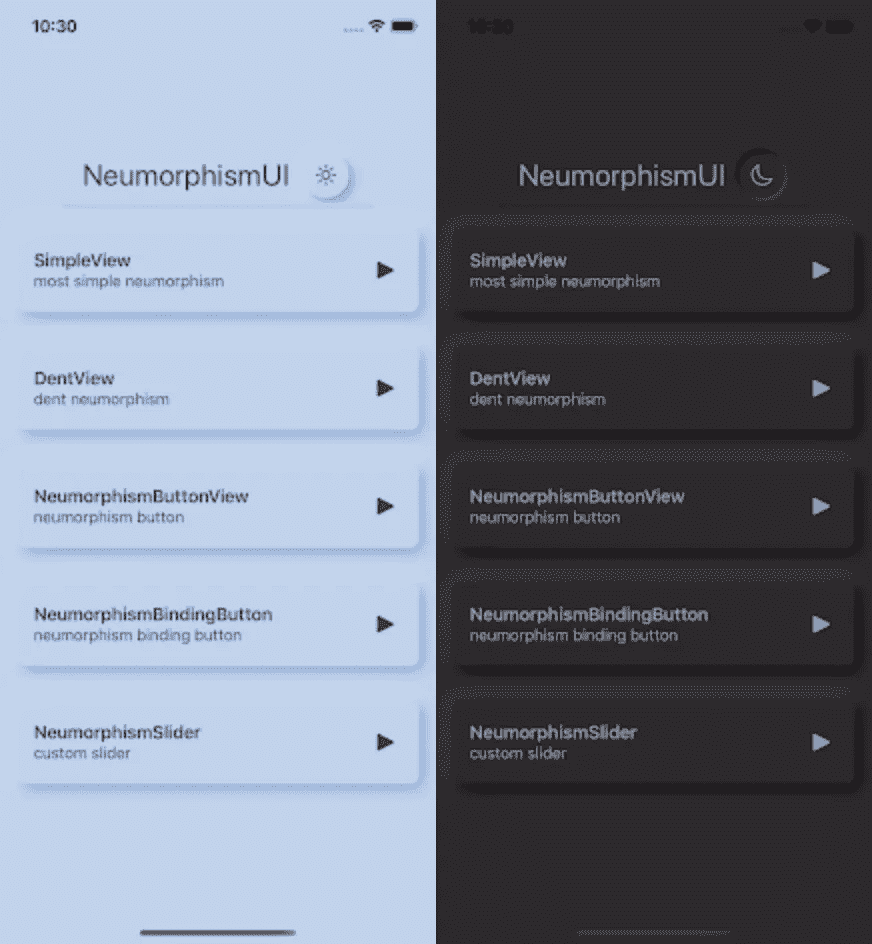 10:30
NeumorphismUI
SimpleView
most simple neumorphism
DentView
dent neumorphism
NeumorphismButtonView
neumorphism button
NeumorphismBindingButton
neumorphism binding button
NeumorphismSlider
custom slider
10:30
NeumorphismUI
SimpleView
most simple neumorphism
DentView
dent neumorphism
NeumorphismButtonView
neumorphism button
NeumorphismBindingButton
neumorphism binding button
NeumorphismSlider
custom slider